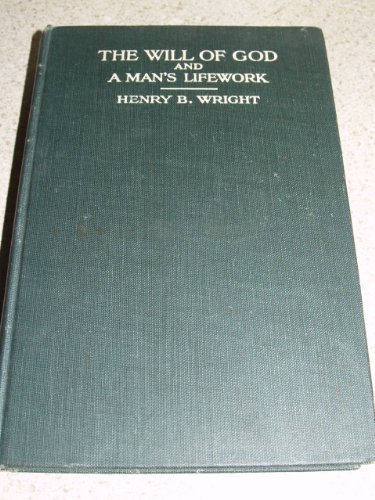 THE WILL OF GOD
AND
A MAN'S LIFEWORK
HENRY B. WRIGHT